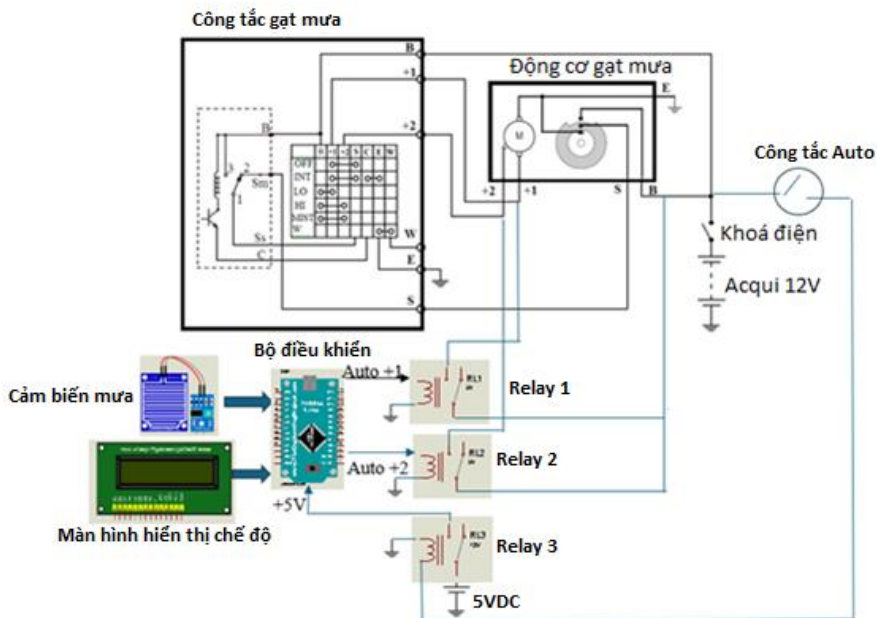 Công tắc gạt mưa
B
+1
Động cơ gạt mưa
E
M
+2
Công tắc Auto
B
3
2
Sm
1
B +1 +2 S C E W
OFF
INT
LO
HI
MIST
W
+2
+1
S
B
Khoá điện
Ss
C
W
E
Acqui 12V
S
Bộ điều khiển
Auto +1
RL1
Relay 1
Cảm biến mưa
RL2
Relay 2
Auto +2
+5V
Màn hình hiển thị chế độ
RL3
Relay 3
5VDC